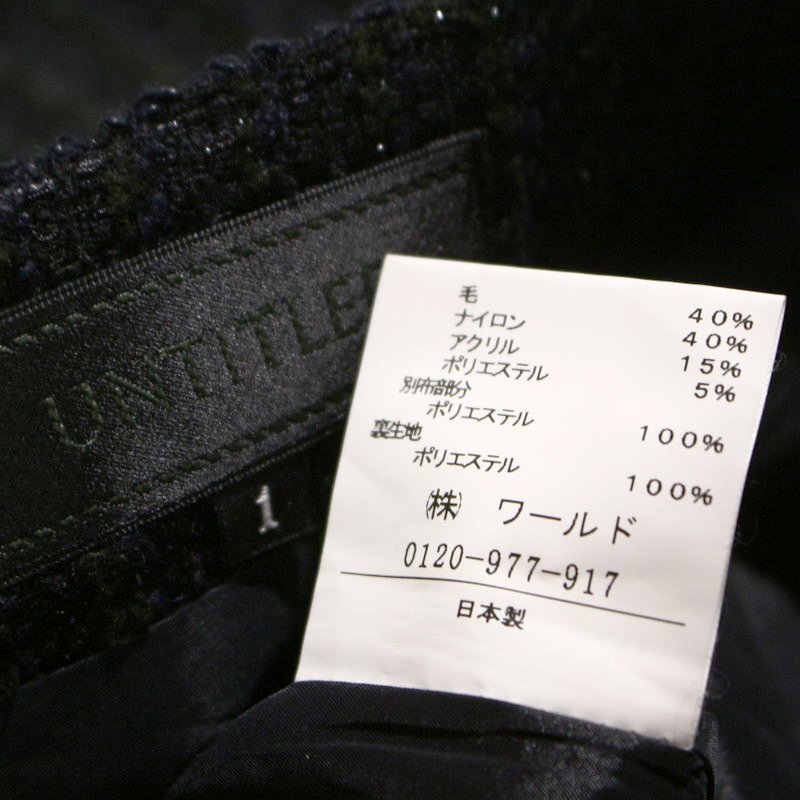 UNTITLED
1
毛 40%
ナイロン 40%
アクリル 15%
ポリエステル 5%
別布部分
ポリエステル 100%
裏生地
ポリエステル 100%
(株) ワールド
0120-977-917
日本製